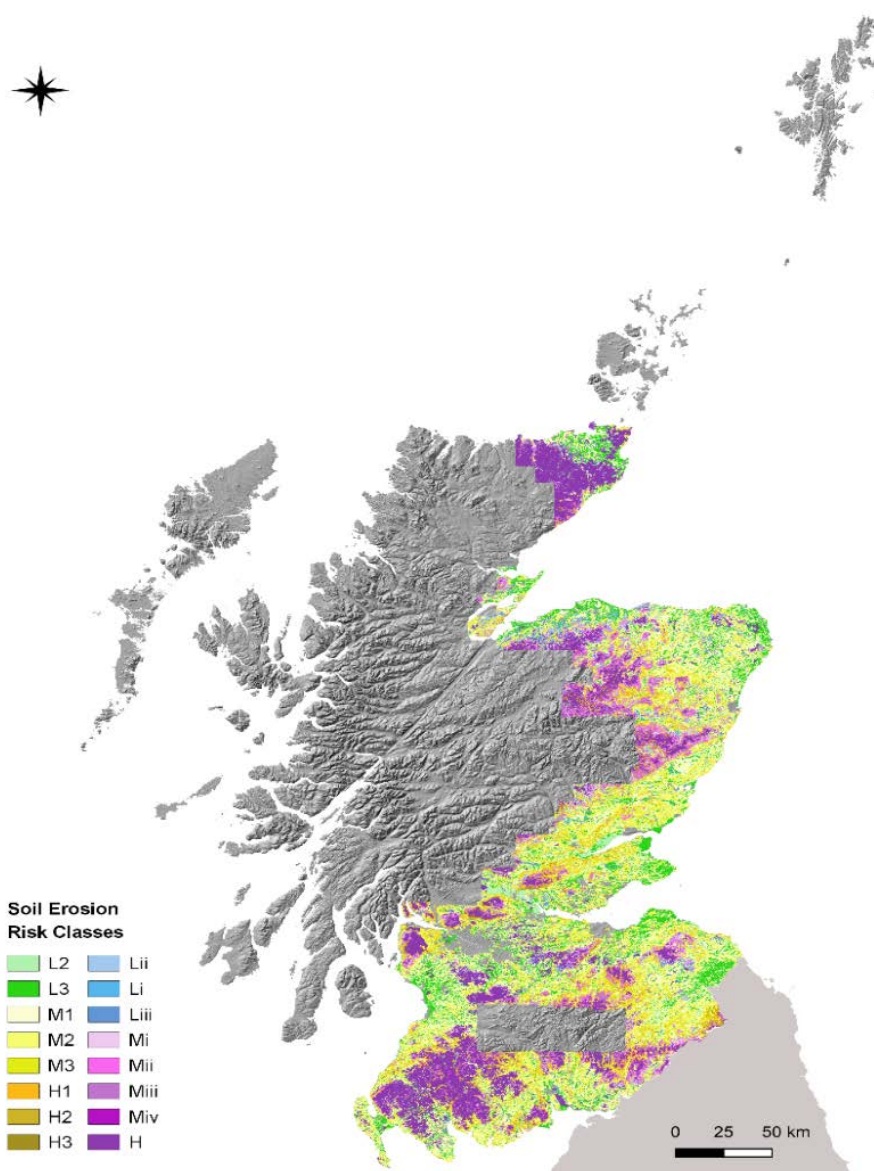 Soil Erosion
Risk Classes
L2 Lii
L3 Li
M1 Liii
M2 Mi
M3 Mii
H1 Miii
H2 Miv
H3 H
0 25 50 km